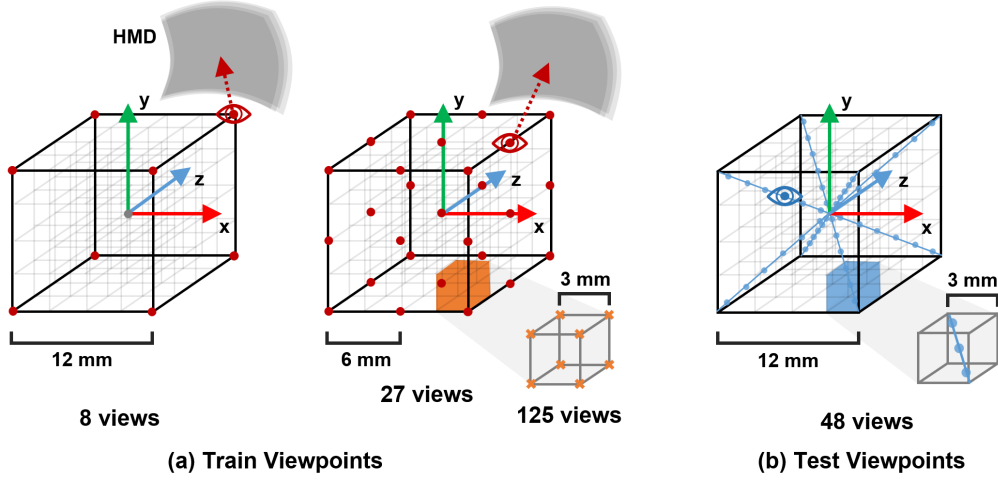 HMD
y
z
x
12 mm
8 views
y
z
x
6 mm
27 views
3 mm
125 views
(a) Train Viewpoints
y
z
x
12 mm
3 mm
48 views
(b) Test Viewpoints